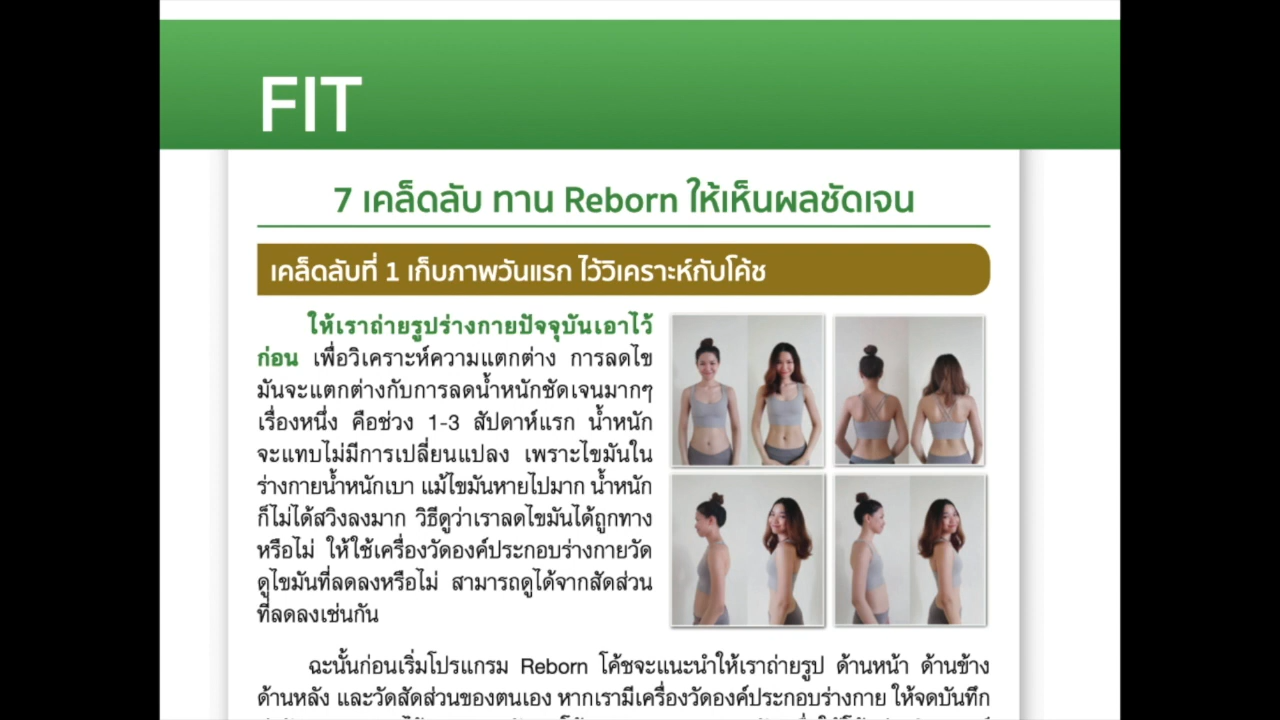 FIT
7 เคล็ดลับ ทาน Reborn ให้เห็นผลชัดเจน
เคล็ดลับที่ 1 เก็บภาพวันแรก ไว้วิเคราะห์กับโค้ช
ให้เราถ่ายรูปร่างกายปัจจุบันเอาไว้
ก่อน เพื่อวิเคราะห์ความแตกต่าง การลดไข
มันจะแตกต่างกับการลดน้ำหนักชัดเจนมากๆ
เรื่องหนึ่ง คือช่วง 1-3 สัปดาห์แรก น้ำหนัก
จะแทบไม่มีการเปลี่ยนแปลง เพราะไขมันใน
ร่างกายน้ำหนักเบา แม้ไขมันหายไปมาก น้ำหนัก
ก็ไม่ได้สวิงลงมาก วิธีดูว่าเราลดไขมันได้ถูกทาง
หรือไม่ ให้ใช้เครื่องวัดองค์ประกอบร่างกายวัด
ดูไขมันที่ลดลงหรือไม่ สามารถดูได้จากสัดส่วน
ที่ลดลงเช่นกัน
ฉะนั้นก่อนเริ่มโปรแกรม Reborn โค้ชจะแนะนำให้เราถ่ายรูป ด้านหน้า ด้านข้าง
ด้านหลัง และวัดสัดส่วนของตนเอง หากเรามีเครื่องวัดองค์ประกอบร่างกาย ให้จดบันทึก